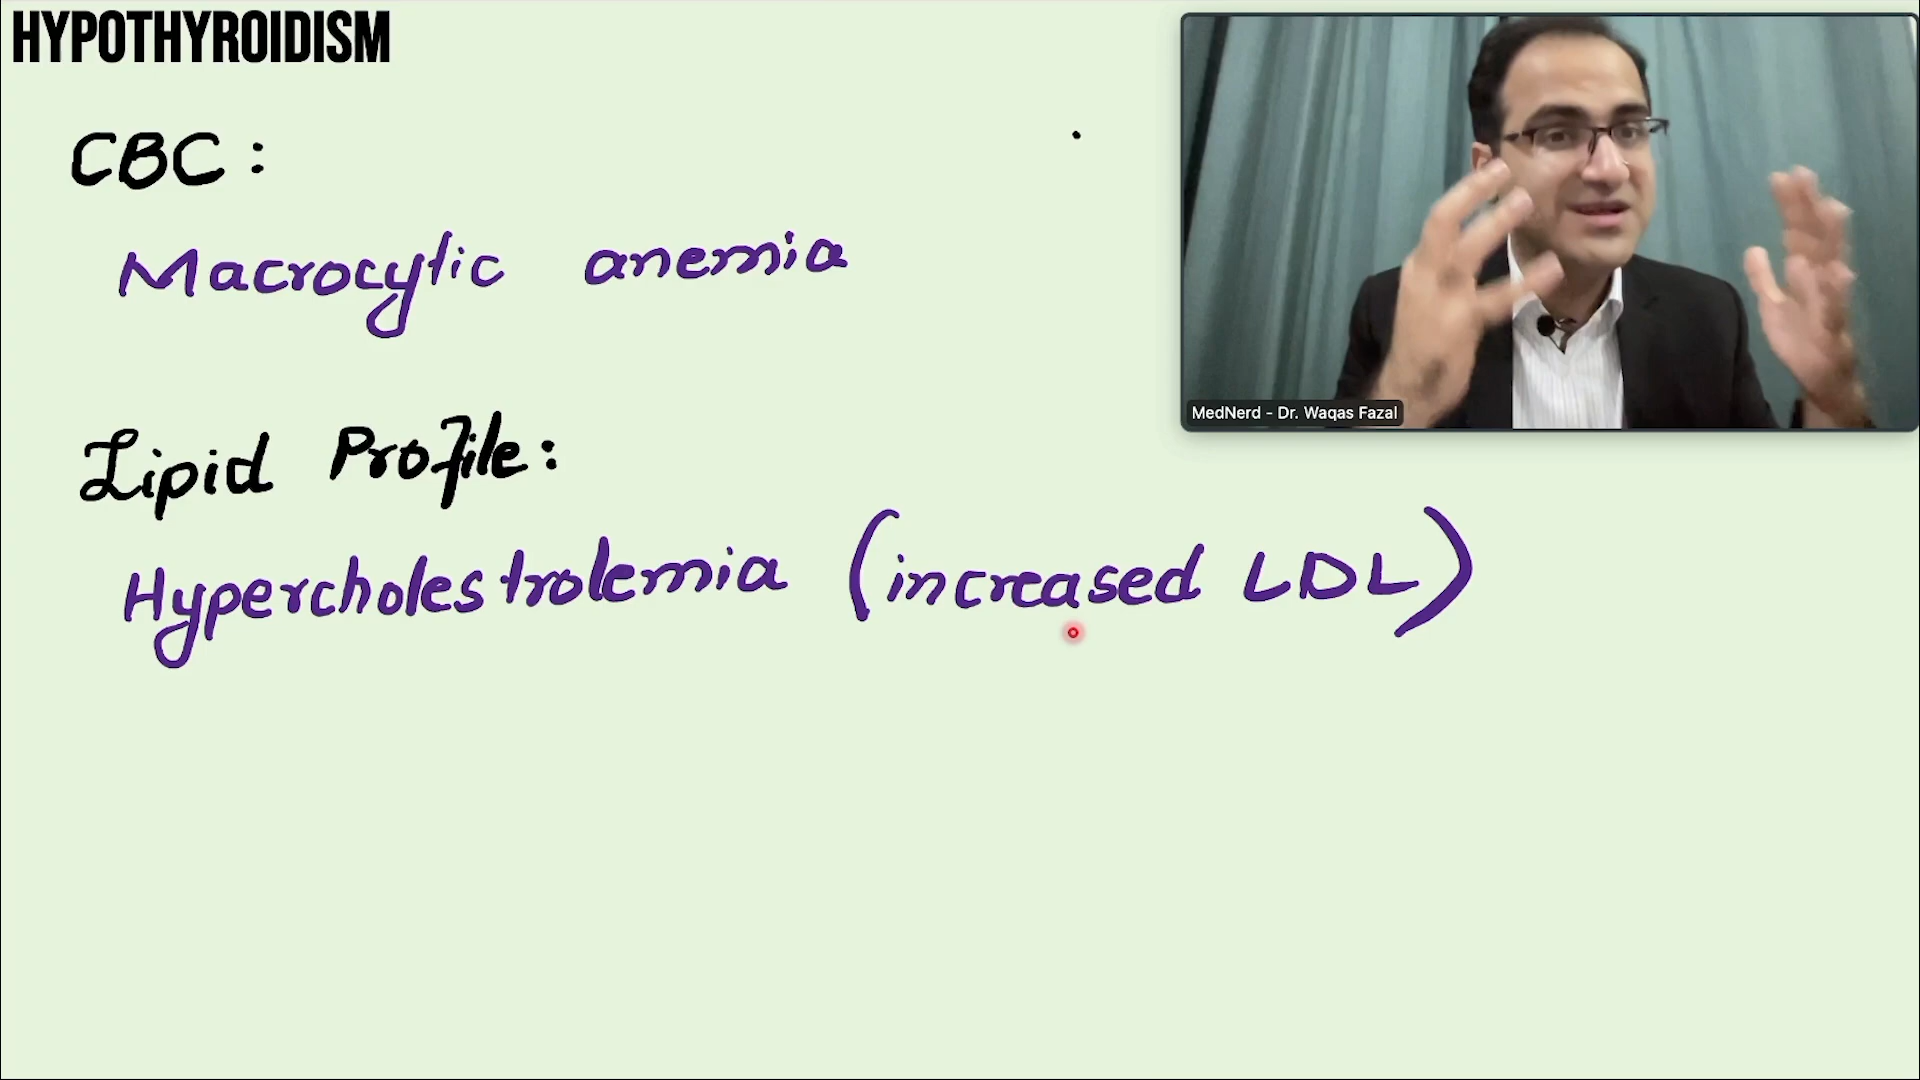 HYPOTHYROIDISM
CBC:
Macrocytic anemia
Lipid Profile:
Hypercholestrolemia (increased LDL)
MedNerd - Dr. Waqas Fazal